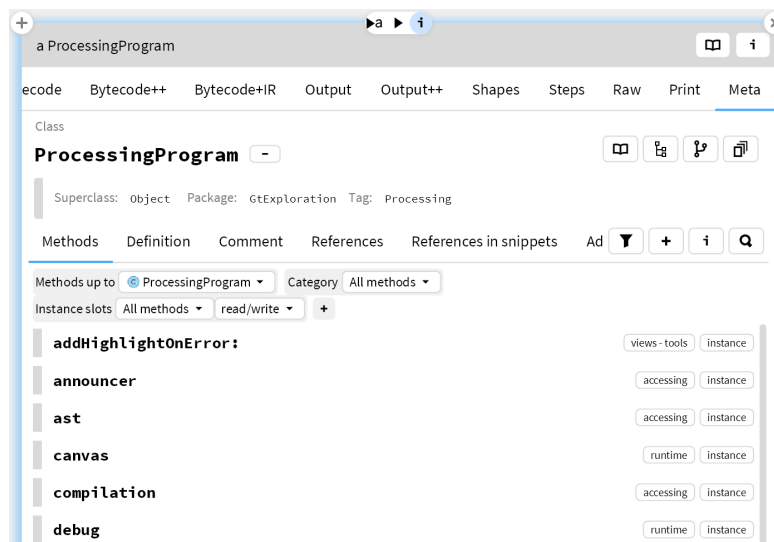 a
i
a ProcessingProgram
i
ecode Bytecode++ Bytecode+IR Output Output++ Shapes Steps Raw Print Meta
Class
ProcessingProgram -
Superclass: Object Package: GtExploration Tag: Processing
Methods Definition Comment References References in snippets Ad + i
Methods up to © ProcessingProgram Category All methods
Instance slots All methods read/write +
addHighlightOnError: views - tools instance
announcer accessing instance
ast accessing instance
canvas runtime instance
compilation accessing instance
debug runtime instance